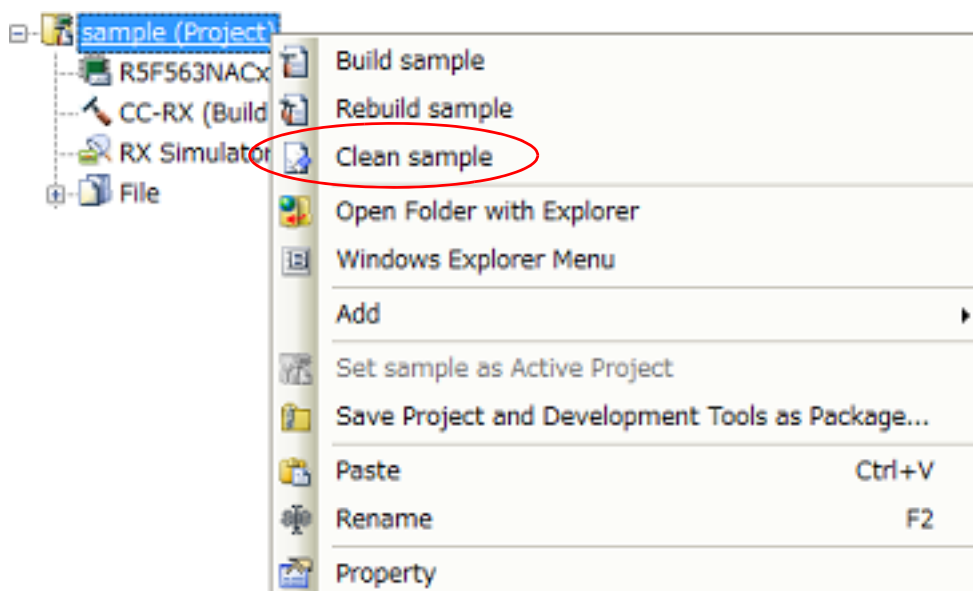 sample (Project)
R5F563NACx
CC-RX (Build
RX Simulator
File
Build sample
Rebuild sample
Clean sample
Open Folder with Explorer
Windows Explorer Menu
Add
Set sample as Active Project
Save Project and Development Tools as Package...
Paste Ctrl+V
Rename F2
Property